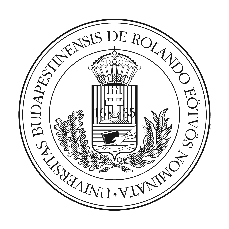 UNIVERSITAS BUDAPESTINENSIS DE ROLANDO EÖTVÖS NOMINATA